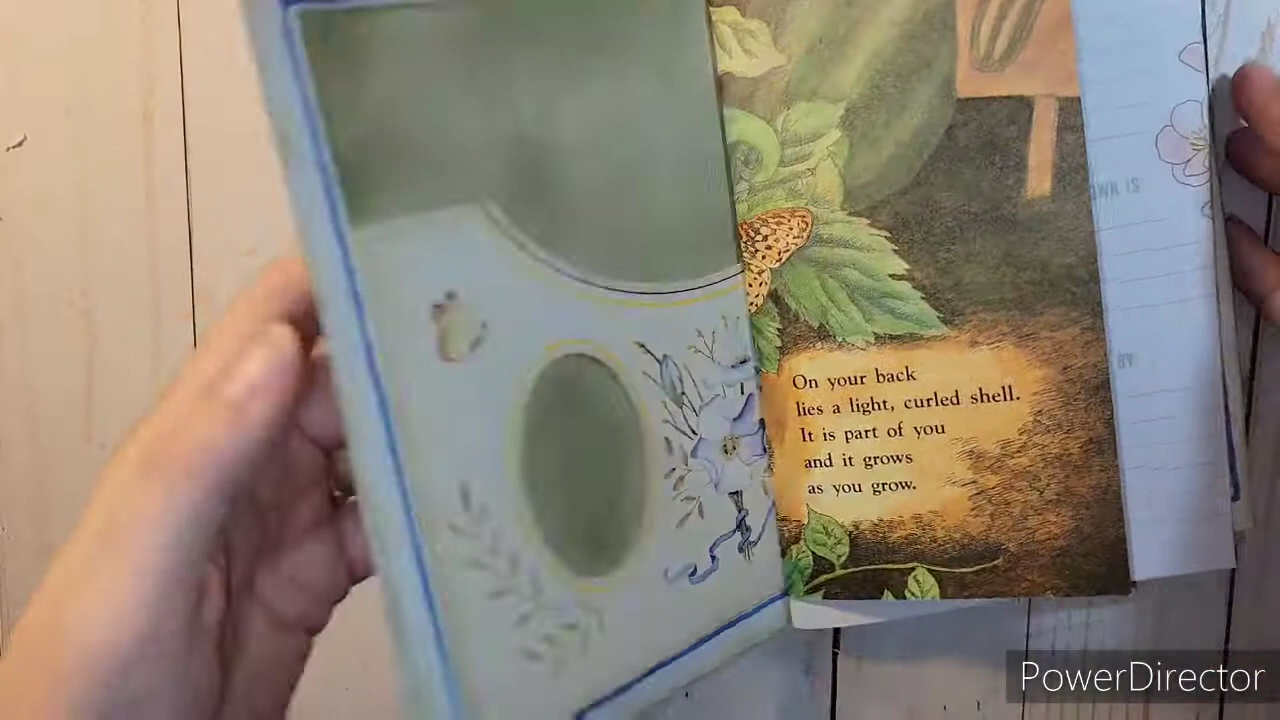 On your back
lies a light, curled shell.
It is part of you
and it grows
as you grow.
PowerDirector